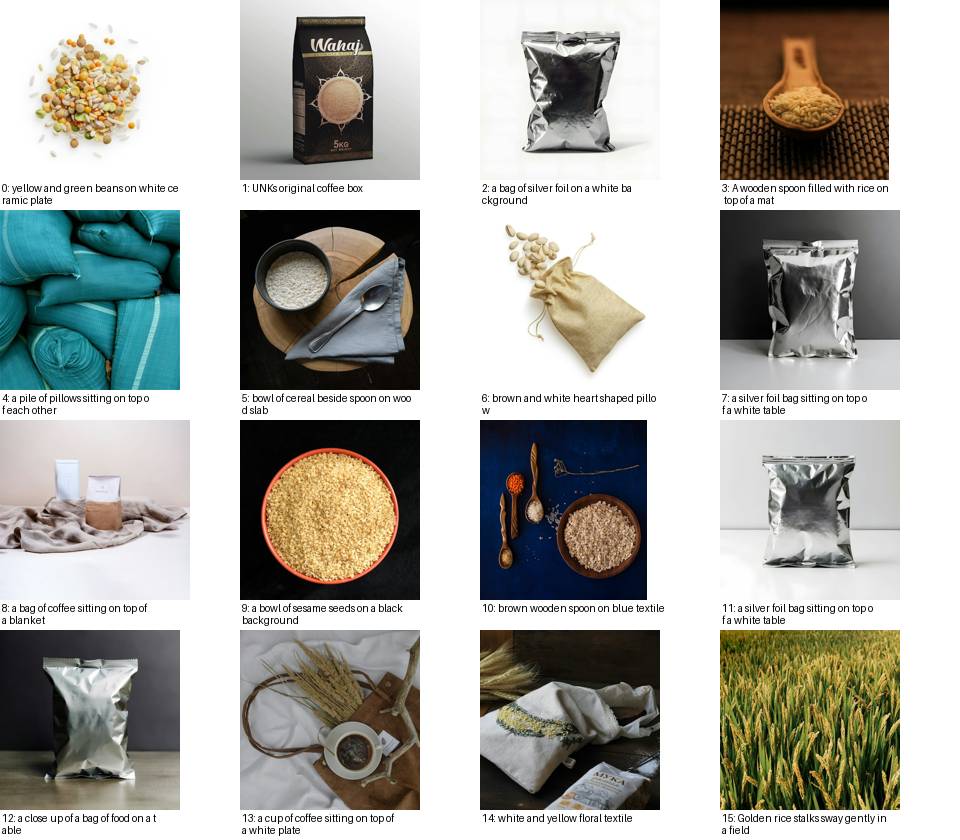 Wahaj
5KG
0: yellow and green beans on white ce
ramic plate
1: UNKs original coffee box
2: a bag of silver foil on a white ba
ckground
3: A wooden spoon filled with rice on
top of a mat
4: a pile of pillows sitting on top o
f each other
5: bowl of cereal beside spoon on woo
d slab
6: brown and white heart shaped pillo
w
7: a silver foil bag sitting on top o
f a white table
8: a bag of coffee sitting on top of
a blanket
9: a bowl of sesame seeds on a black
background
10: brown wooden spoon on blue textile
11: a silver foil bag sitting on top o
f a white table
МУКА
12: a close up of a bag of food on a t
able
13: a cup of coffee sitting on top of
a white plate
14: white and yellow floral textile
15: Golden rice stalks sway gently in
a field